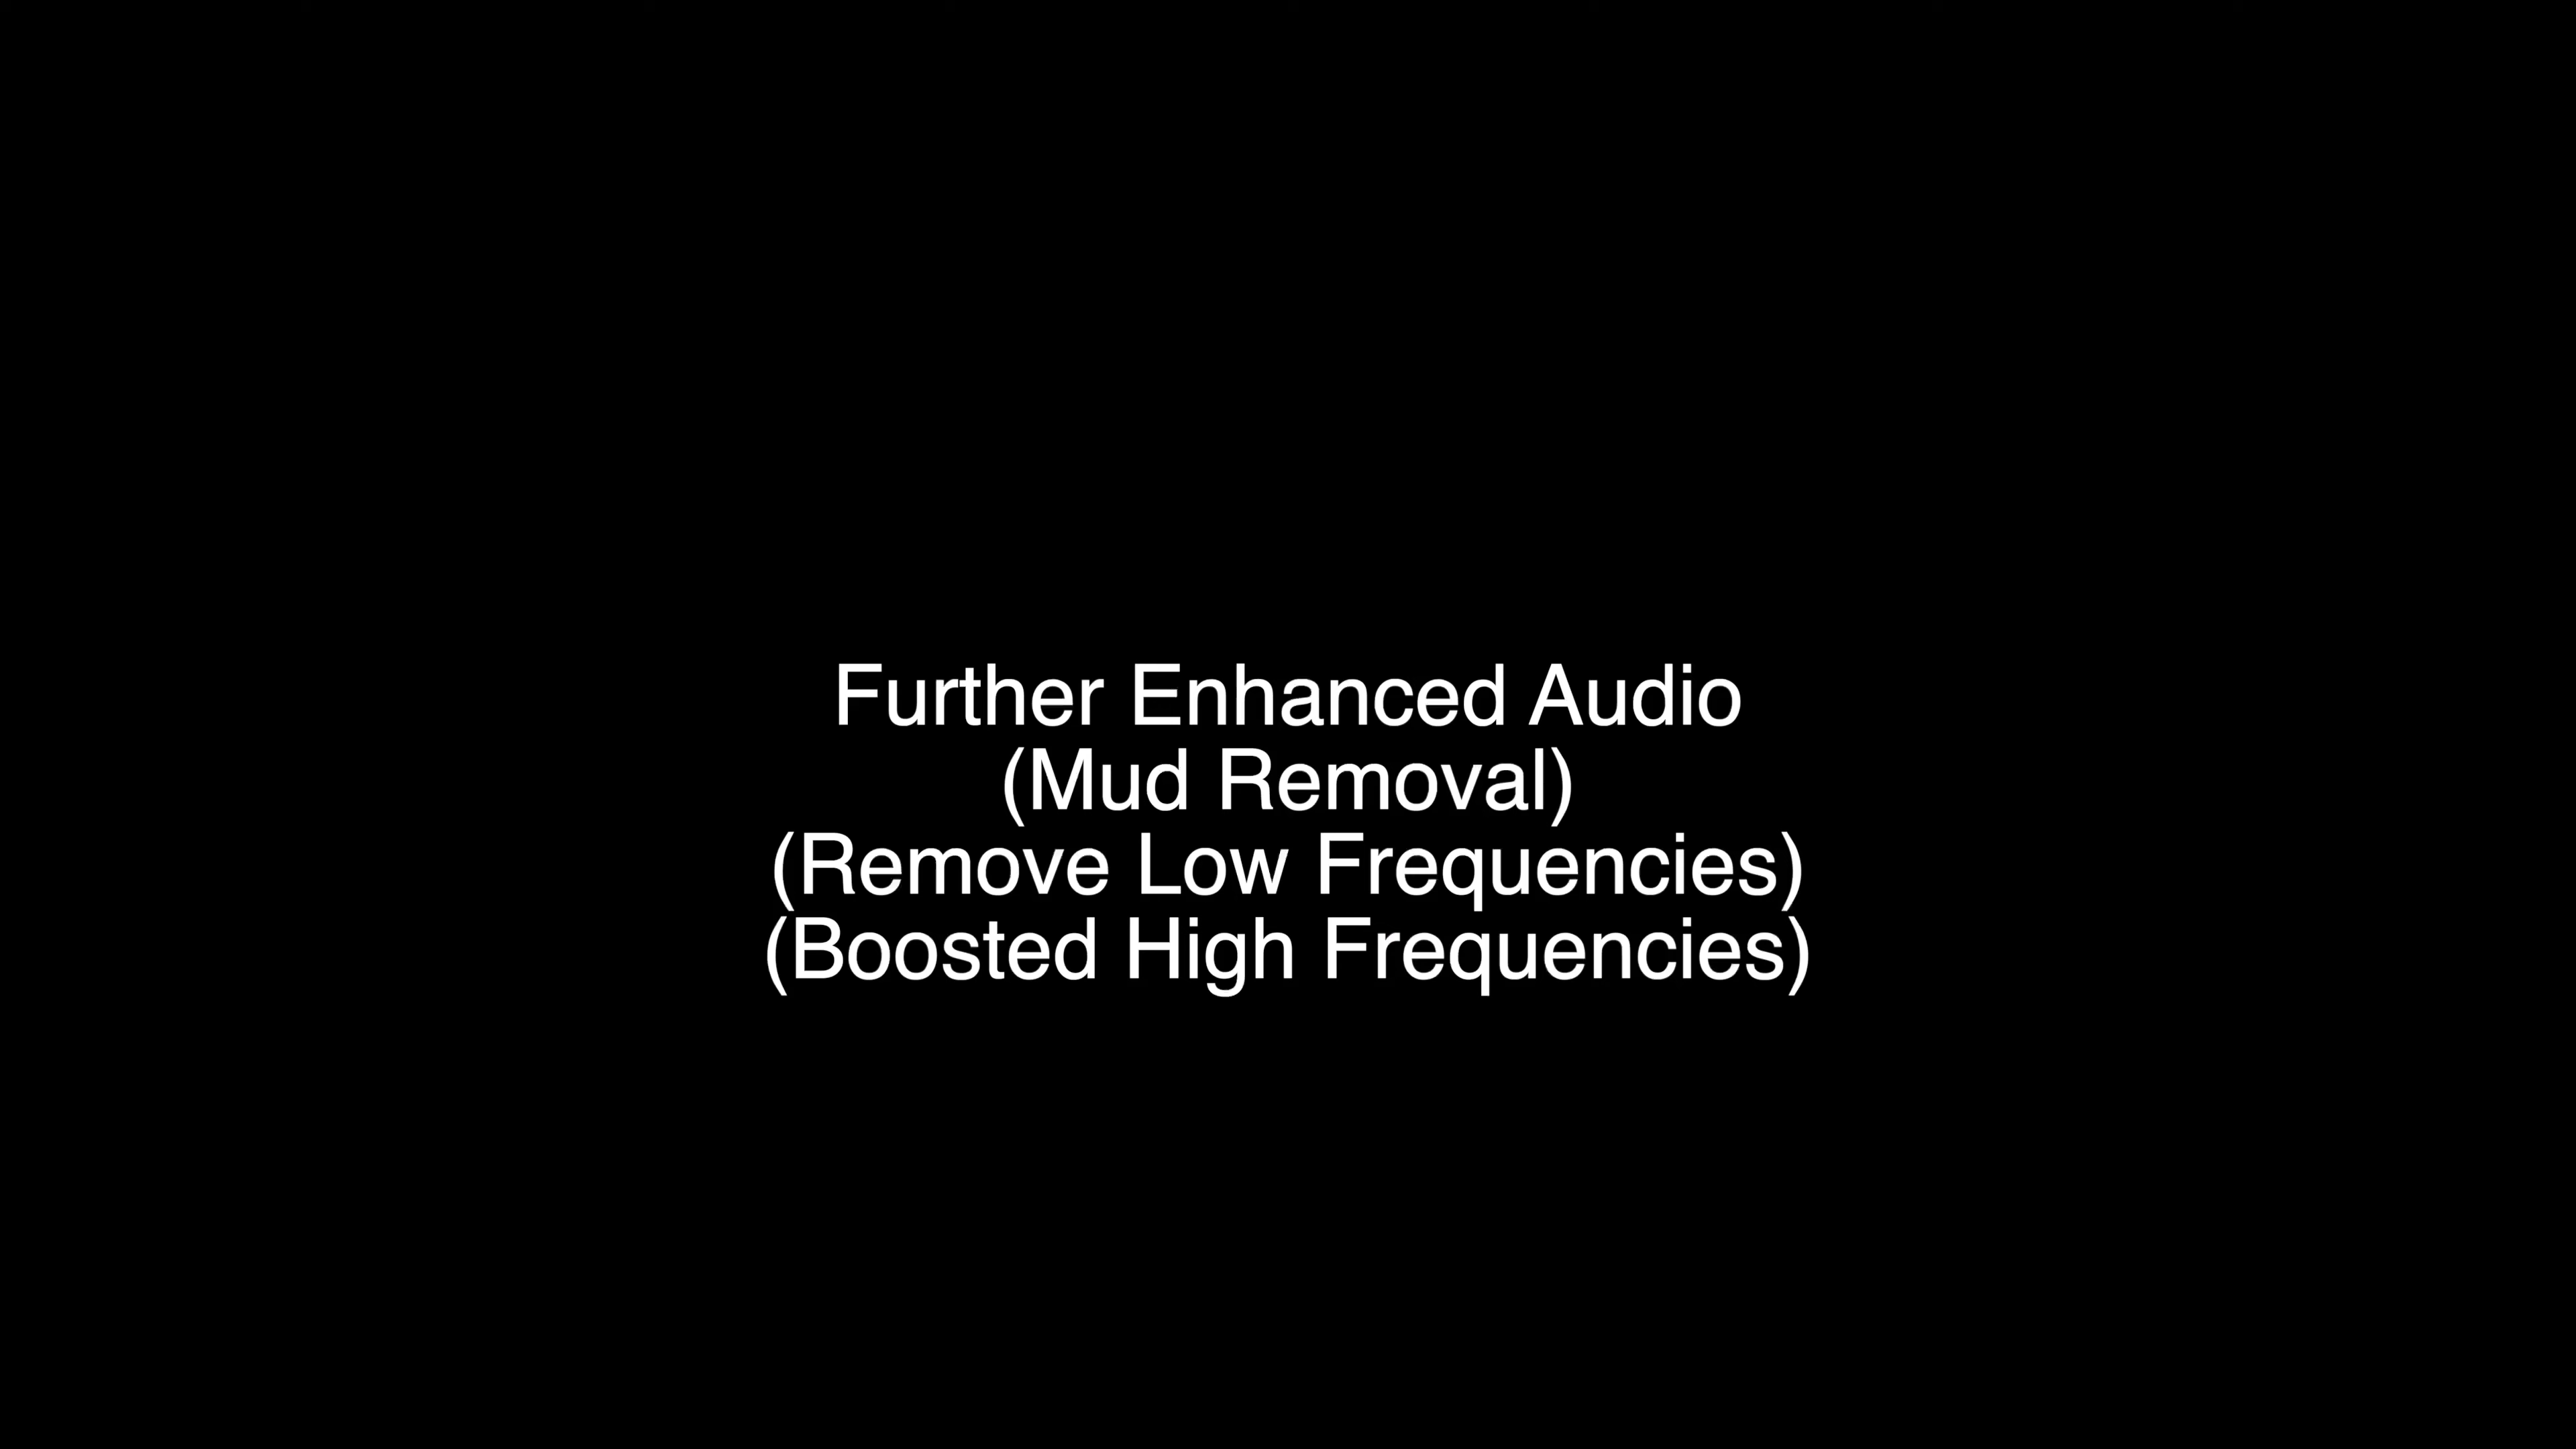 Further Enhanced Audio
(Mud Removal)
(Remove Low Frequencies)
(Boosted High Frequencies)